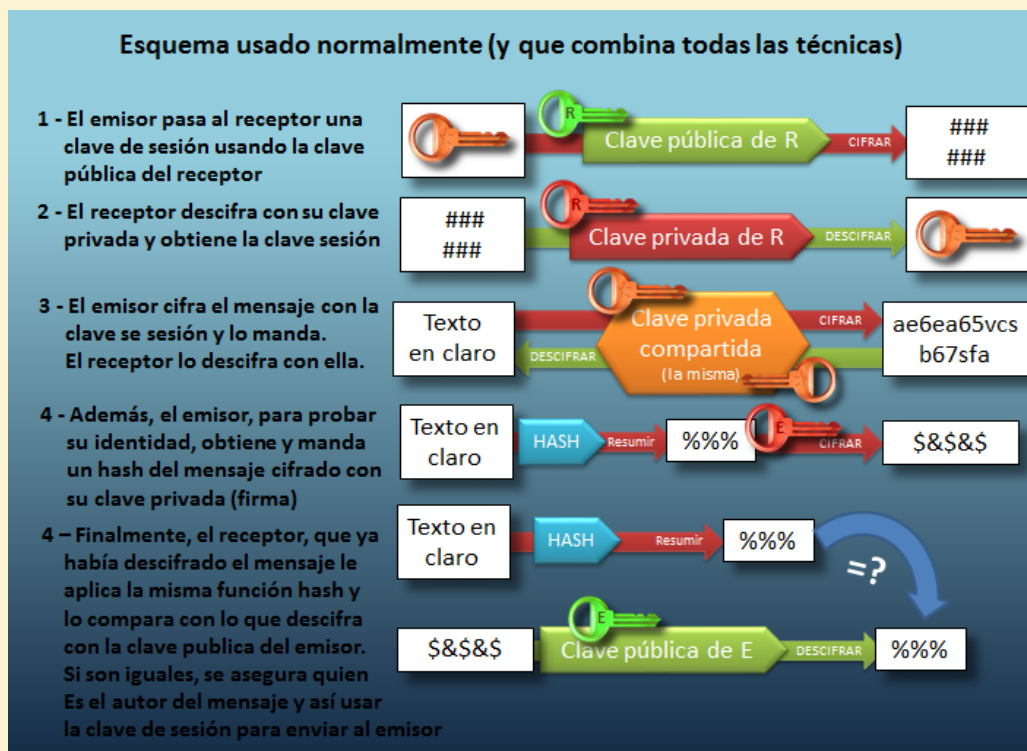 Esquema usado normalmente (y que combina todas las técnicas)
1 - El emisor pasa al receptor una
clave de sesión usando la clave
pública del receptor
R
Clave pública de R
CIFRAR
###
###
2 - El receptor descifra con su clave
privada y obtiene la clave sesión
###
###
R
Clave privada de R
DESCIFRAR
3 - El emisor cifra el mensaje con la
clave se sesión y lo manda.
El receptor lo descifra con ella.
Texto
en claro
DESCIFRAR
Clave privada
compartida
(la misma)
CIFRAR
ae6ea65vcs
b67sfa
4 - Además, el emisor, para probar
su identidad, obtiene y manda
un hash del mensaje cifrado con
su clave privada (firma)
Texto en
claro
HASH
Resumir
%%%
E
CIFRAR
$&$&$
4 – Finalmente, el receptor, que ya
había descifrado el mensaje le
aplica la misma función hash y
lo compara con lo que descifra
con la clave publica del emisor.
Si son iguales, se asegura quien
Es el autor del mensaje y así usar
la clave de sesión para enviar al emisor
Texto en
claro
HASH
Resumir
%%%
=?
$&$&$
E
Clave pública de E
DESCIFRAR
%%%